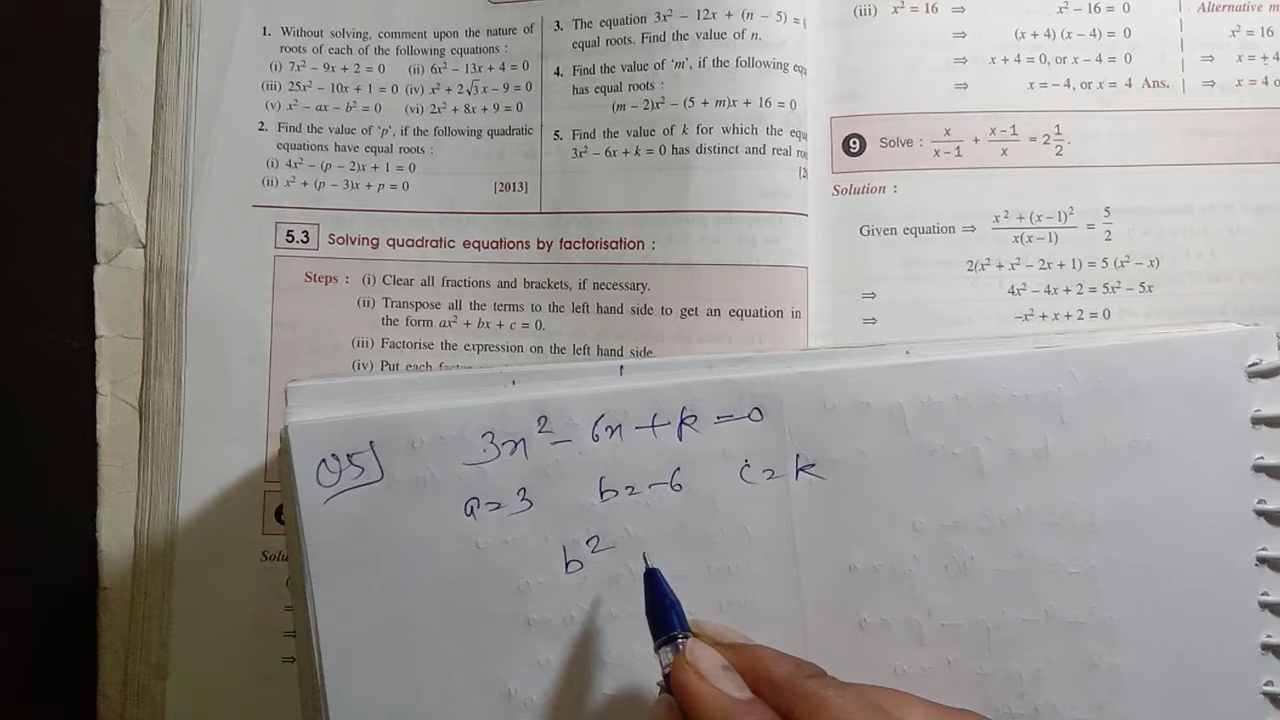 1. Without solving, comment upon the nature of
roots of each of the following equations :
(i) 7x² – 9x + 2 = 0 (ii) 6x² – 13x + 4 = 0
(iii) 25x² – 10x + 1 = 0 (iv) x² + 2√3 x – 9 = 0
(v) x² – ax – b² = 0 (vi) 2x² + 8x + 9 = 0
2. Find the value of ‘p’, if the following quadratic
equations have equal roots :
(i) 4x² – (p – 2)x + 1 = 0
(ii) x² + (p – 3)x + p = 0 [2013]
3. The equation 3x² – 12x + (n – 5) =
equal roots. Find the value of n.
4. Find the value of ‘m’, if the following
has equal roots :
(m – 2)x² – (5 + m)x + 16 = 0
5. Find the value of k for which the
3x² – 6x + k = 0 has distinct and real
5.3 Solving quadratic equations by factorisation :
Steps : (i) Clear all fractions and brackets, if necessary.
(ii) Transpose all the terms to the left hand side to get an equation in
the form ax² + bx + c = 0.
(iii) Factorise the expression on the left hand side.
(iv) Put each
(iii) x² = 16 ⇒ x² – 16 = 0
⇒ (x + 4) (x – 4) = 0
⇒ x + 4 = 0, or x – 4 = 0
⇒ x = – 4, or x = 4 Ans.
Alternative
x² = 16
⇒ x = ± 4
⇒ x = 4
9 Solve : x/(x–1) + (x–1)/x = 2 1/2.
Solution :
Given equation ⇒ (x² + (x–1)²)/(x(x–1)) = 5/2
2(x² + x² – 2x + 1) = 5 (x² – x)
⇒ 4x² – 4x + 2 = 5x² – 5x
⇒ –x² + x + 2 = 0
Q5) 3x² – 6x + k = 0
a = 3 b = -6 c = k
b²